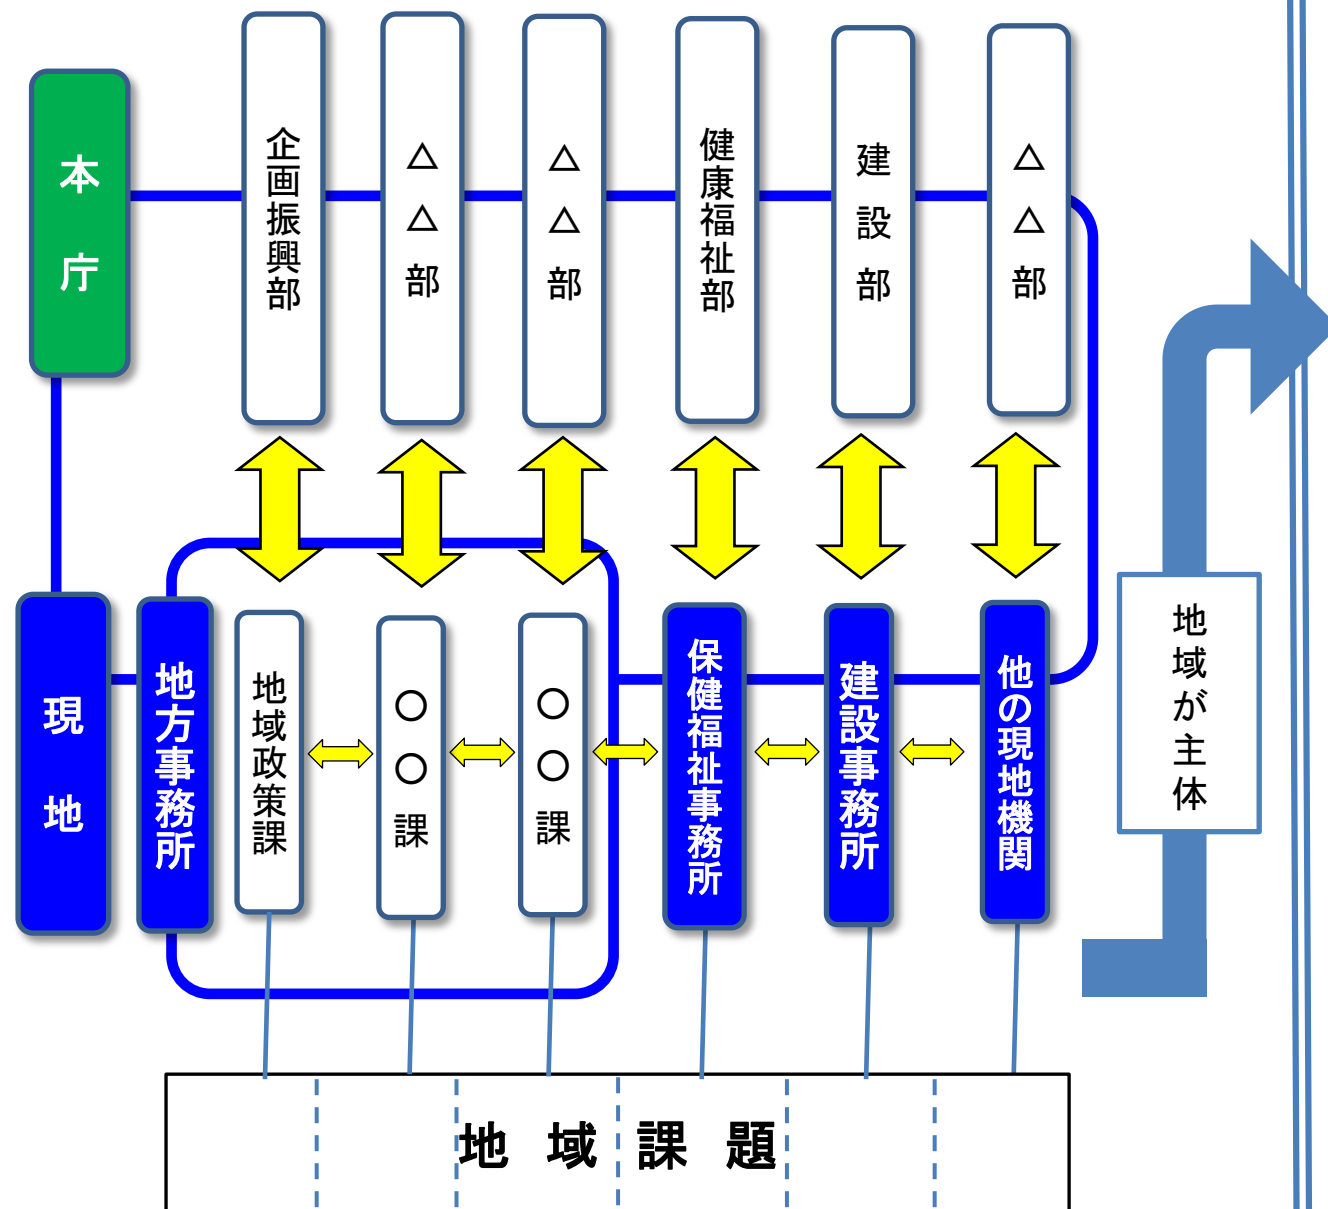 本庁
企画振興部
△△部
△△部
健康福祉部
建設部
△△部
現地
地方事務所
地域政策課
○○課
○○課
保健福祉事務所
建設事務所
他の現地機関
地域が主体
地域課題